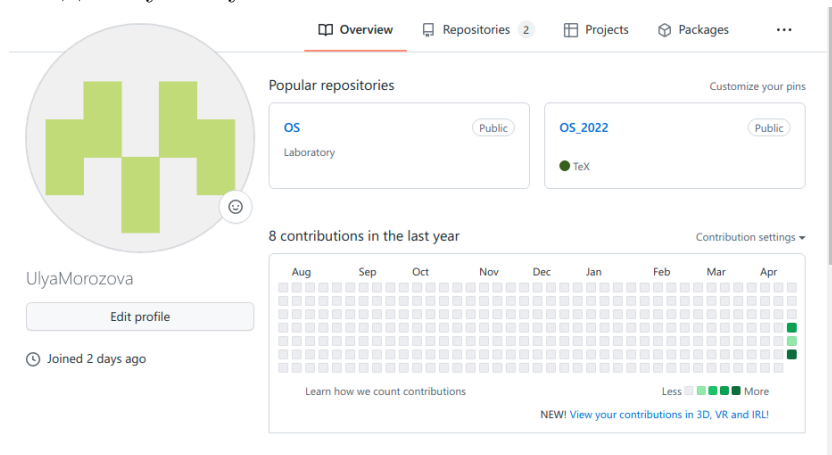 Overview Repositories 2 Projects Packages ...
Popular repositories Customize your pins
OS Public
Laboratory
OS_2022 Public
TeX
8 contributions in the last year Contribution settings
Aug Sep Oct Nov Dec Jan Feb Mar Apr
Learn how we count contributions Less More
NEW! View your contributions in 3D, VR and IRL!
UlyaMorozova
Edit profile
Joined 2 days ago